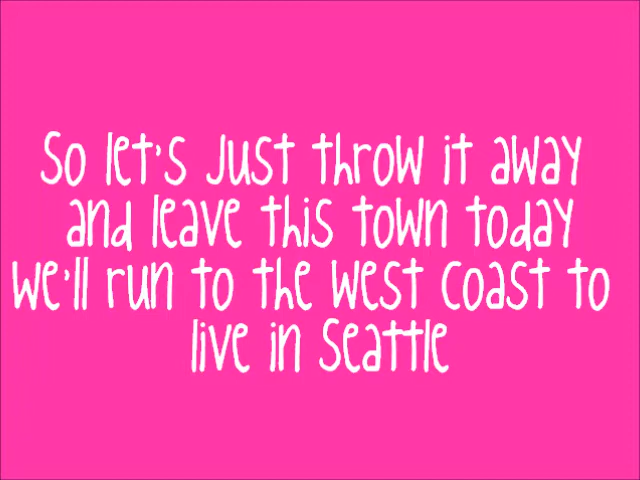 So let's just throw it away
and leave this town today
we'll run to the west coast to
live in Seattle